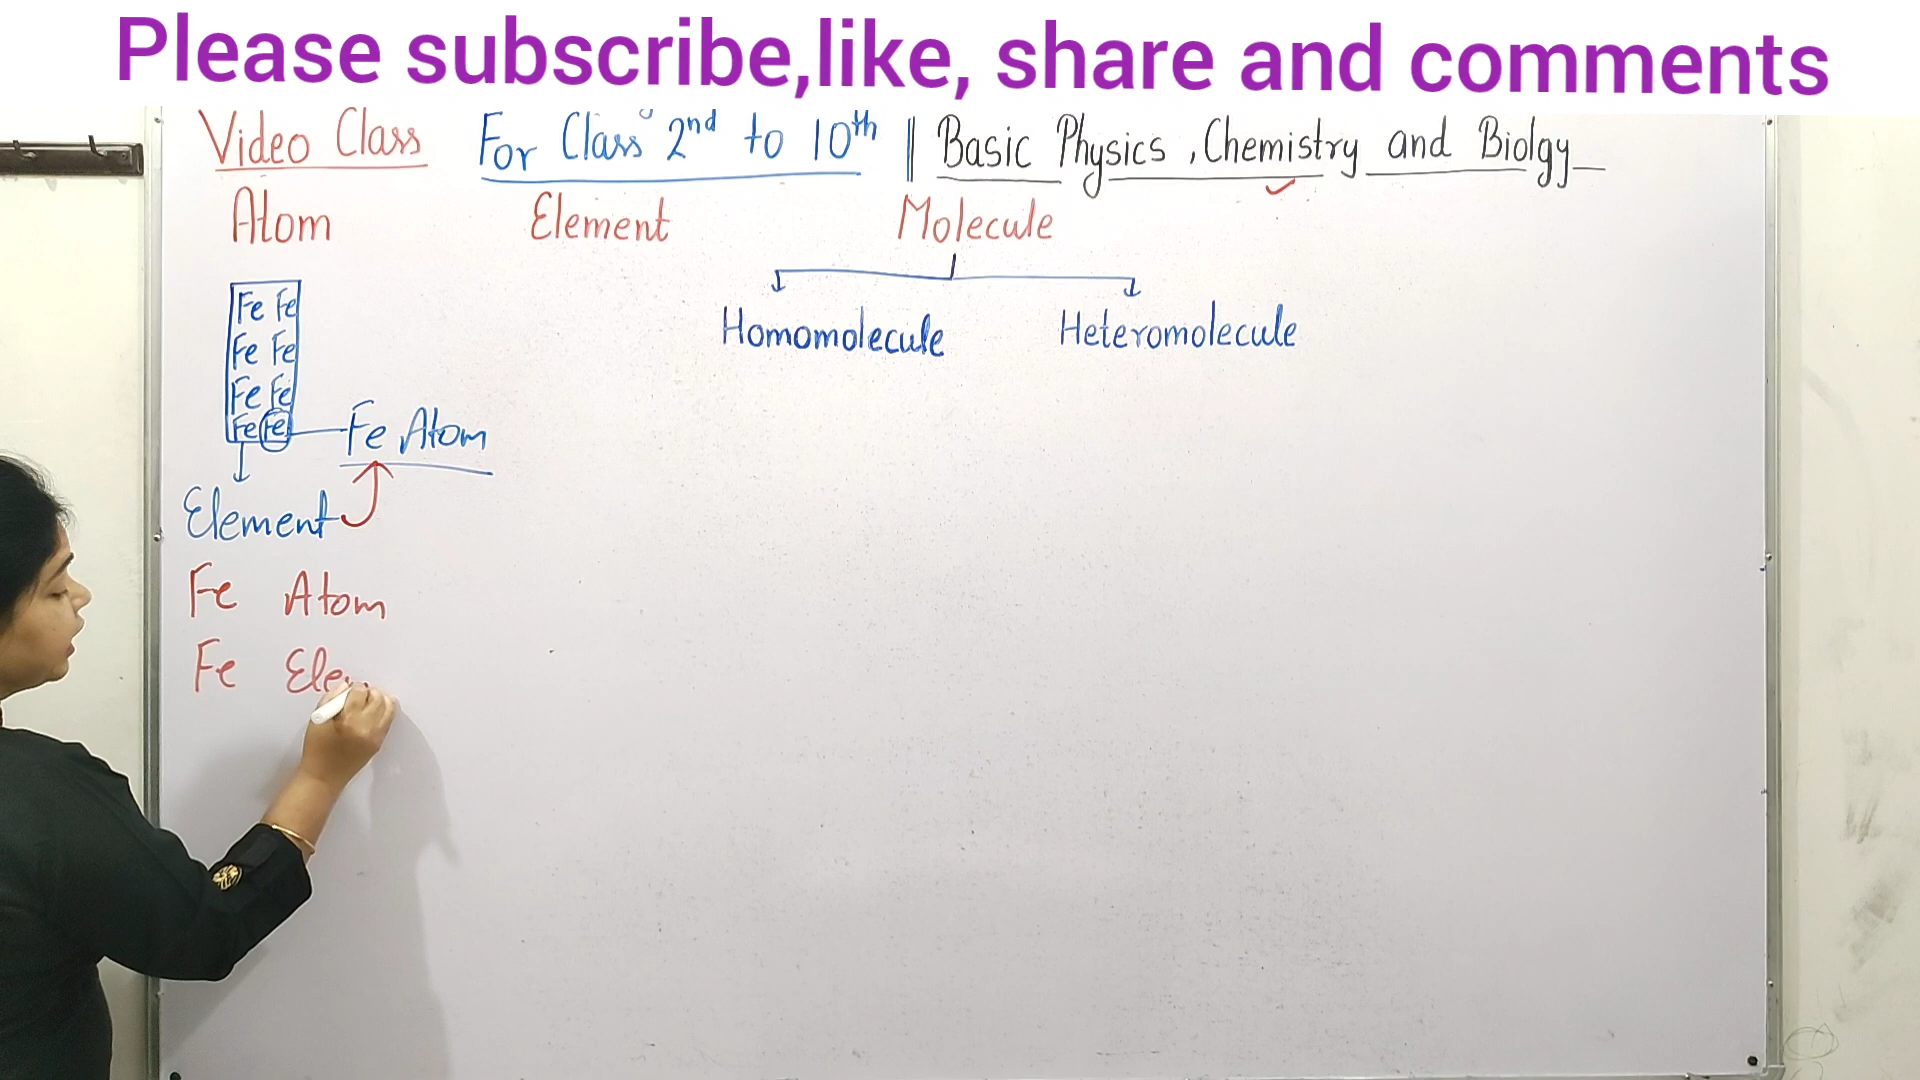 Please subscribe,like, share and comments
Video Class For Class 2nd to 10th || Basic Physics ,Chemistry and Biolgy
Atom Element Molecule
Homomolecule Heteromolecule
Fe Fe
Fe Fe
Fe Fe
Fe Fe Fe Atom
Element
Fe Atom
Fe Ele